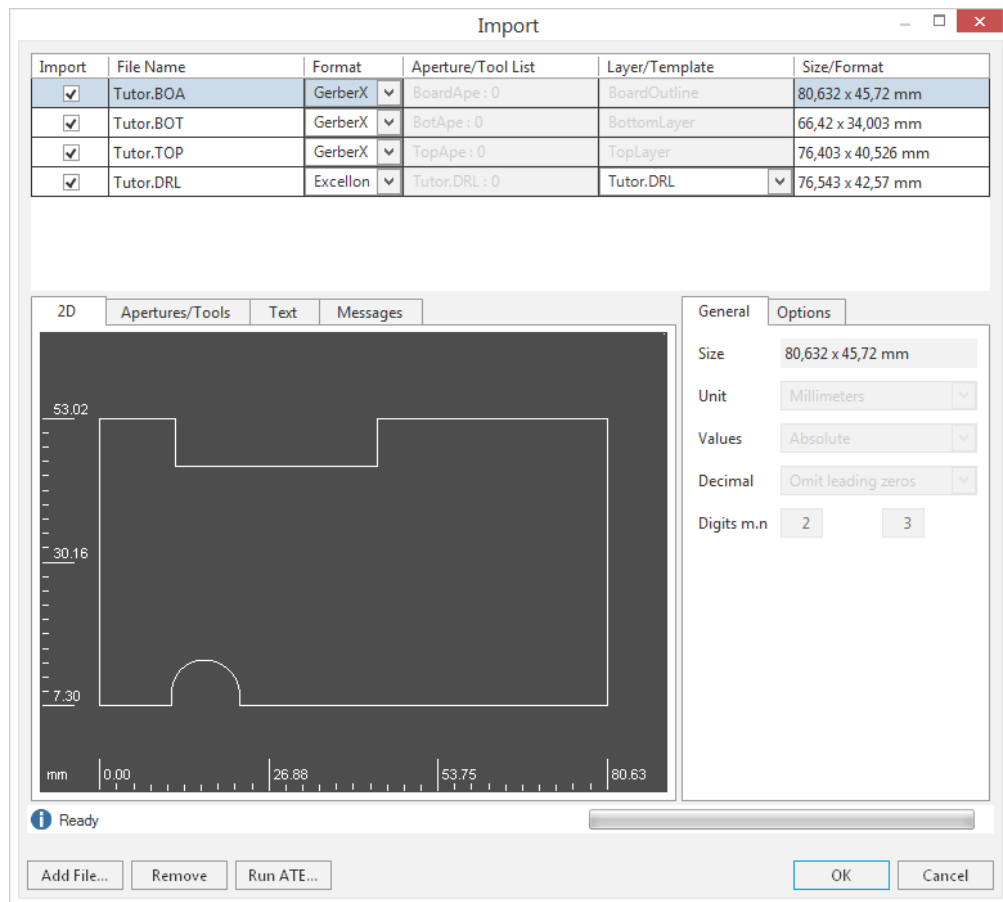 Import
Import File Name Format Aperture/Tool List Layer/Template Size/Format
Tutor.BOA GerberX BoardApe : 0 BoardOutline 80,632 x 45,72 mm
Tutor.BOT GerberX BotApe : 0 BottomLayer 66,42 x 34,003 mm
Tutor.TOP GerberX TopApe : 0 TopLayer 76,403 x 40,526 mm
Tutor.DRL Excellon Tutor.DRL : 0 Tutor.DRL 76,543 x 42,57 mm
2D Apertures/Tools Text Messages
53.02
30.16
7.30
mm 0.00 26.88 53.75 80.63
General Options
Size 80,632 x 45,72 mm
Unit Millimeters
Values Absolute
Decimal Omit leading zeros
Digits m.n 2 3
Ready
Add File... Remove Run ATE... OK Cancel